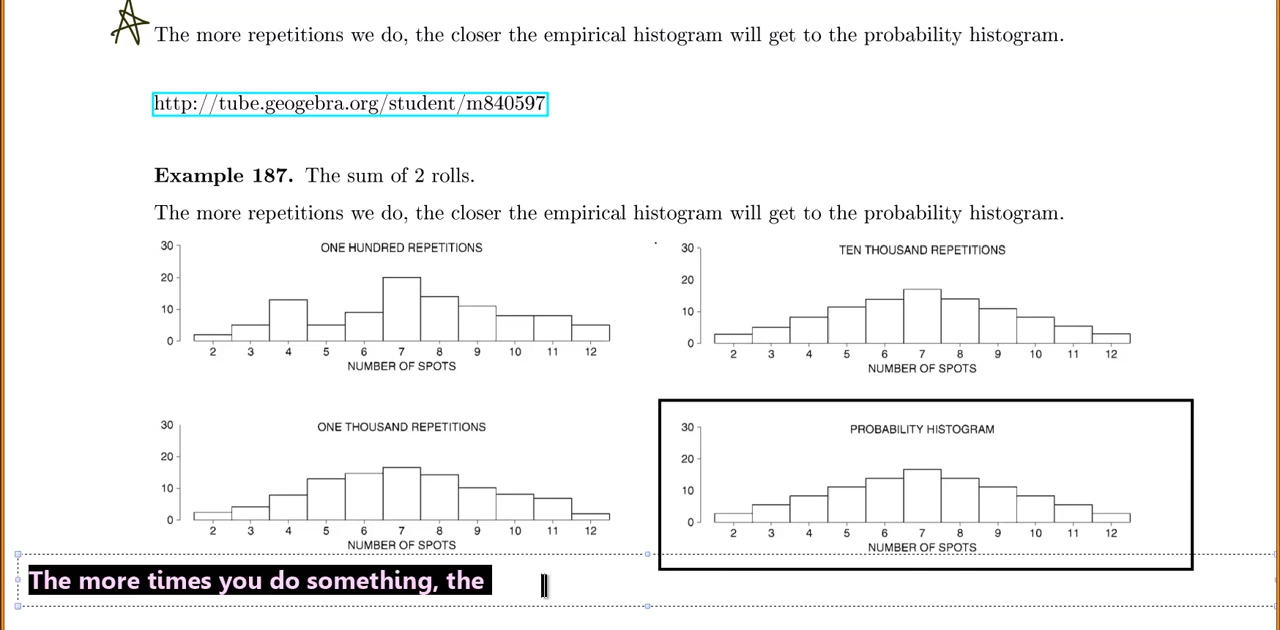 The more repetitions we do, the closer the empirical histogram will get to the probability histogram.
http://tube.geogebra.org/student/m840597
Example 187. The sum of 2 rolls.
The more repetitions we do, the closer the empirical histogram will get to the probability histogram.
ONE HUNDRED REPETITIONS
30
20
10
0
2 3 4 5 6 7 8 9 10 11 12
NUMBER OF SPOTS
TEN THOUSAND REPETITIONS
30
20
10
0
2 3 4 5 6 7 8 9 10 11 12
NUMBER OF SPOTS
ONE THOUSAND REPETITIONS
30
20
10
0
2 3 4 5 6 7 8 9 10 11 12
NUMBER OF SPOTS
PROBABILITY HISTOGRAM
30
20
10
0
2 3 4 5 6 7 8 9 10 11 12
NUMBER OF SPOTS
The more times you do something, the